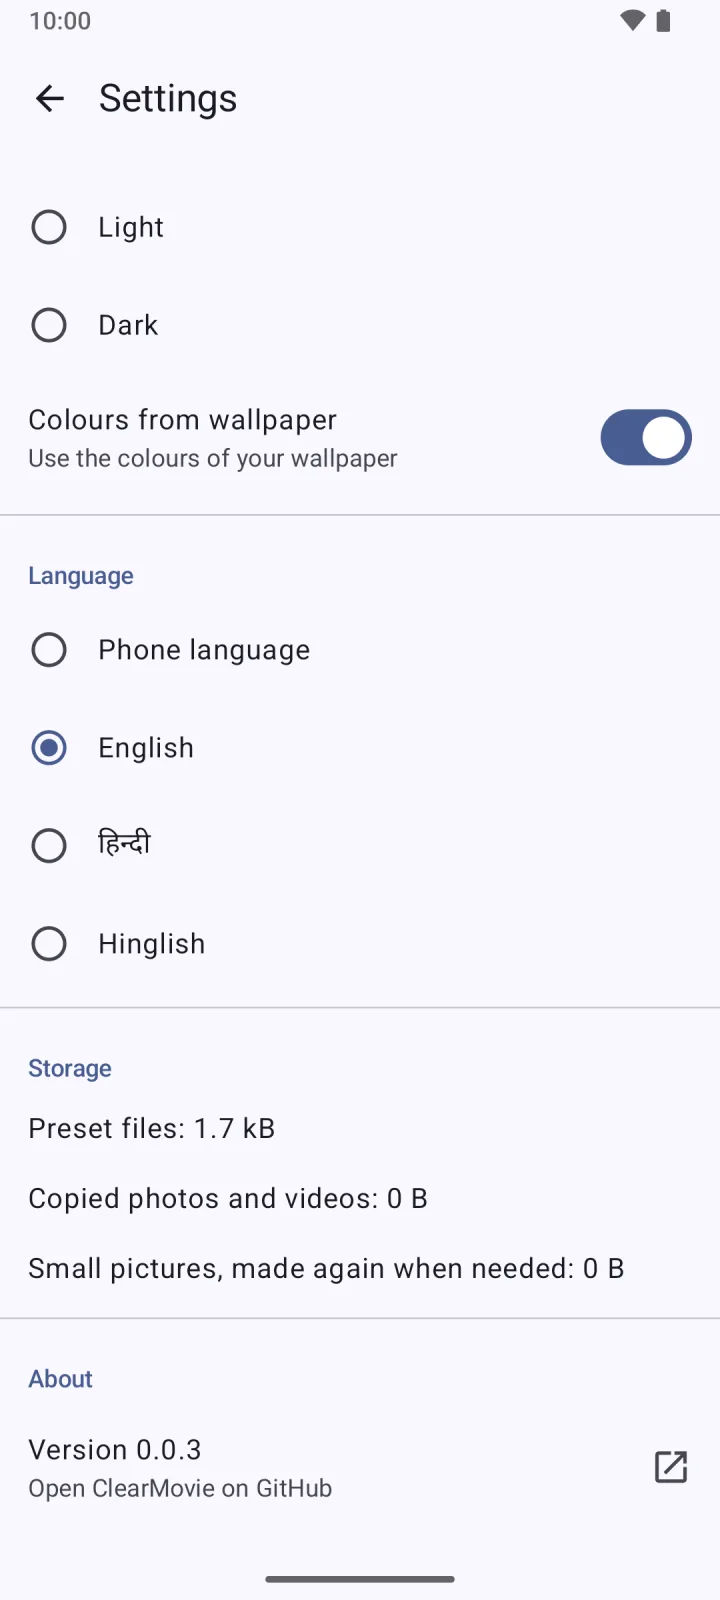 10:00
Settings
Light
Dark
Colours from wallpaper
Use the colours of your wallpaper
Language
Phone language
English
हिन्दी
Hinglish
Storage
Preset files: 1.7 kB
Copied photos and videos: 0 B
Small pictures, made again when needed: 0 B
About
Version 0.0.3
Open ClearMovie on GitHub